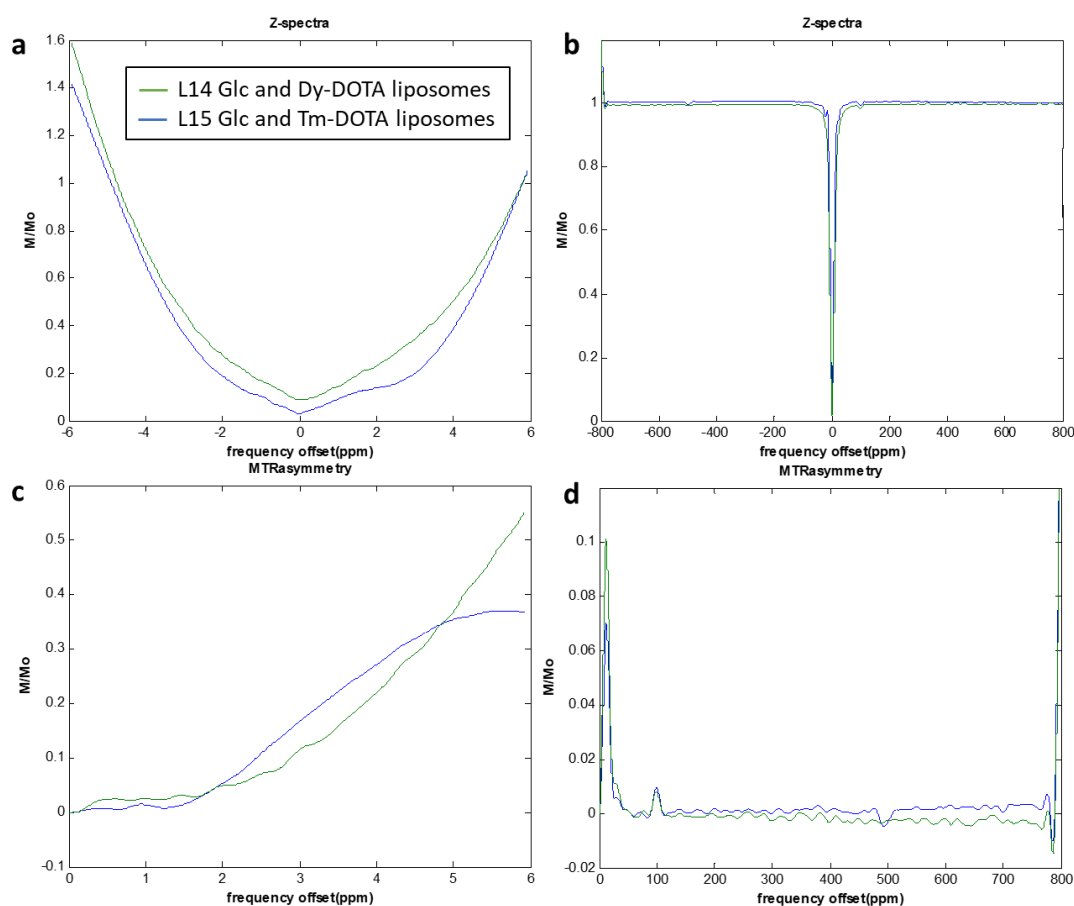 Z-spectra
a
1.6
1.4
1.2
1
0.8
0.6
0.4
0.2
0
M/Mo
L14 Glc and Dy-DOTA liposomes
L15 Glc and Tm-DOTA liposomes
-6 -4 -2 0 2 4 6
frequency offset(ppm)
Z-spectra
b
1
0.8
0.6
0.4
0.2
0
M/Mo
-800 -600 -400 -200 0 200 400 600 800
frequency offset(ppm)
MTRasymmetry
c
0.6
0.5
0.4
0.3
0.2
0.1
0
-0.1
M/Mo
0 1 2 3 4 5 6
frequency offset(ppm)
MTRasymmetry
d
0.1
0.08
0.06
0.04
0.02
0
-0.02
M/Mo
0 100 200 300 400 500 600 700 800
frequency offset(ppm)